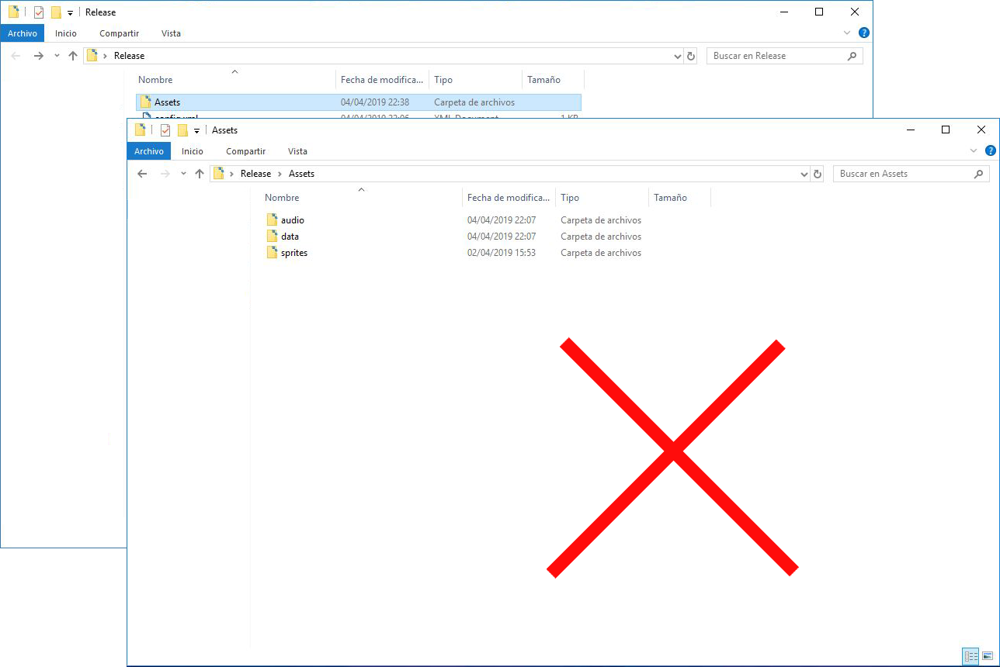 Release
Archivo Inicio Compartir Vista
Release Buscar en Release
Nombre Fecha de modifica... Tipo Tamaño
Assets 04/04/2019 22:38 Carpeta de archivos
config.xml 04/04/2019 22:06 XML Document 1 KB
Assets
Archivo Inicio Compartir Vista
Release Assets Buscar en Assets
Nombre Fecha de modifica... Tipo Tamaño
audio 04/04/2019 22:07 Carpeta de archivos
data 04/04/2019 22:07 Carpeta de archivos
sprites 02/04/2019 15:53 Carpeta de archivos